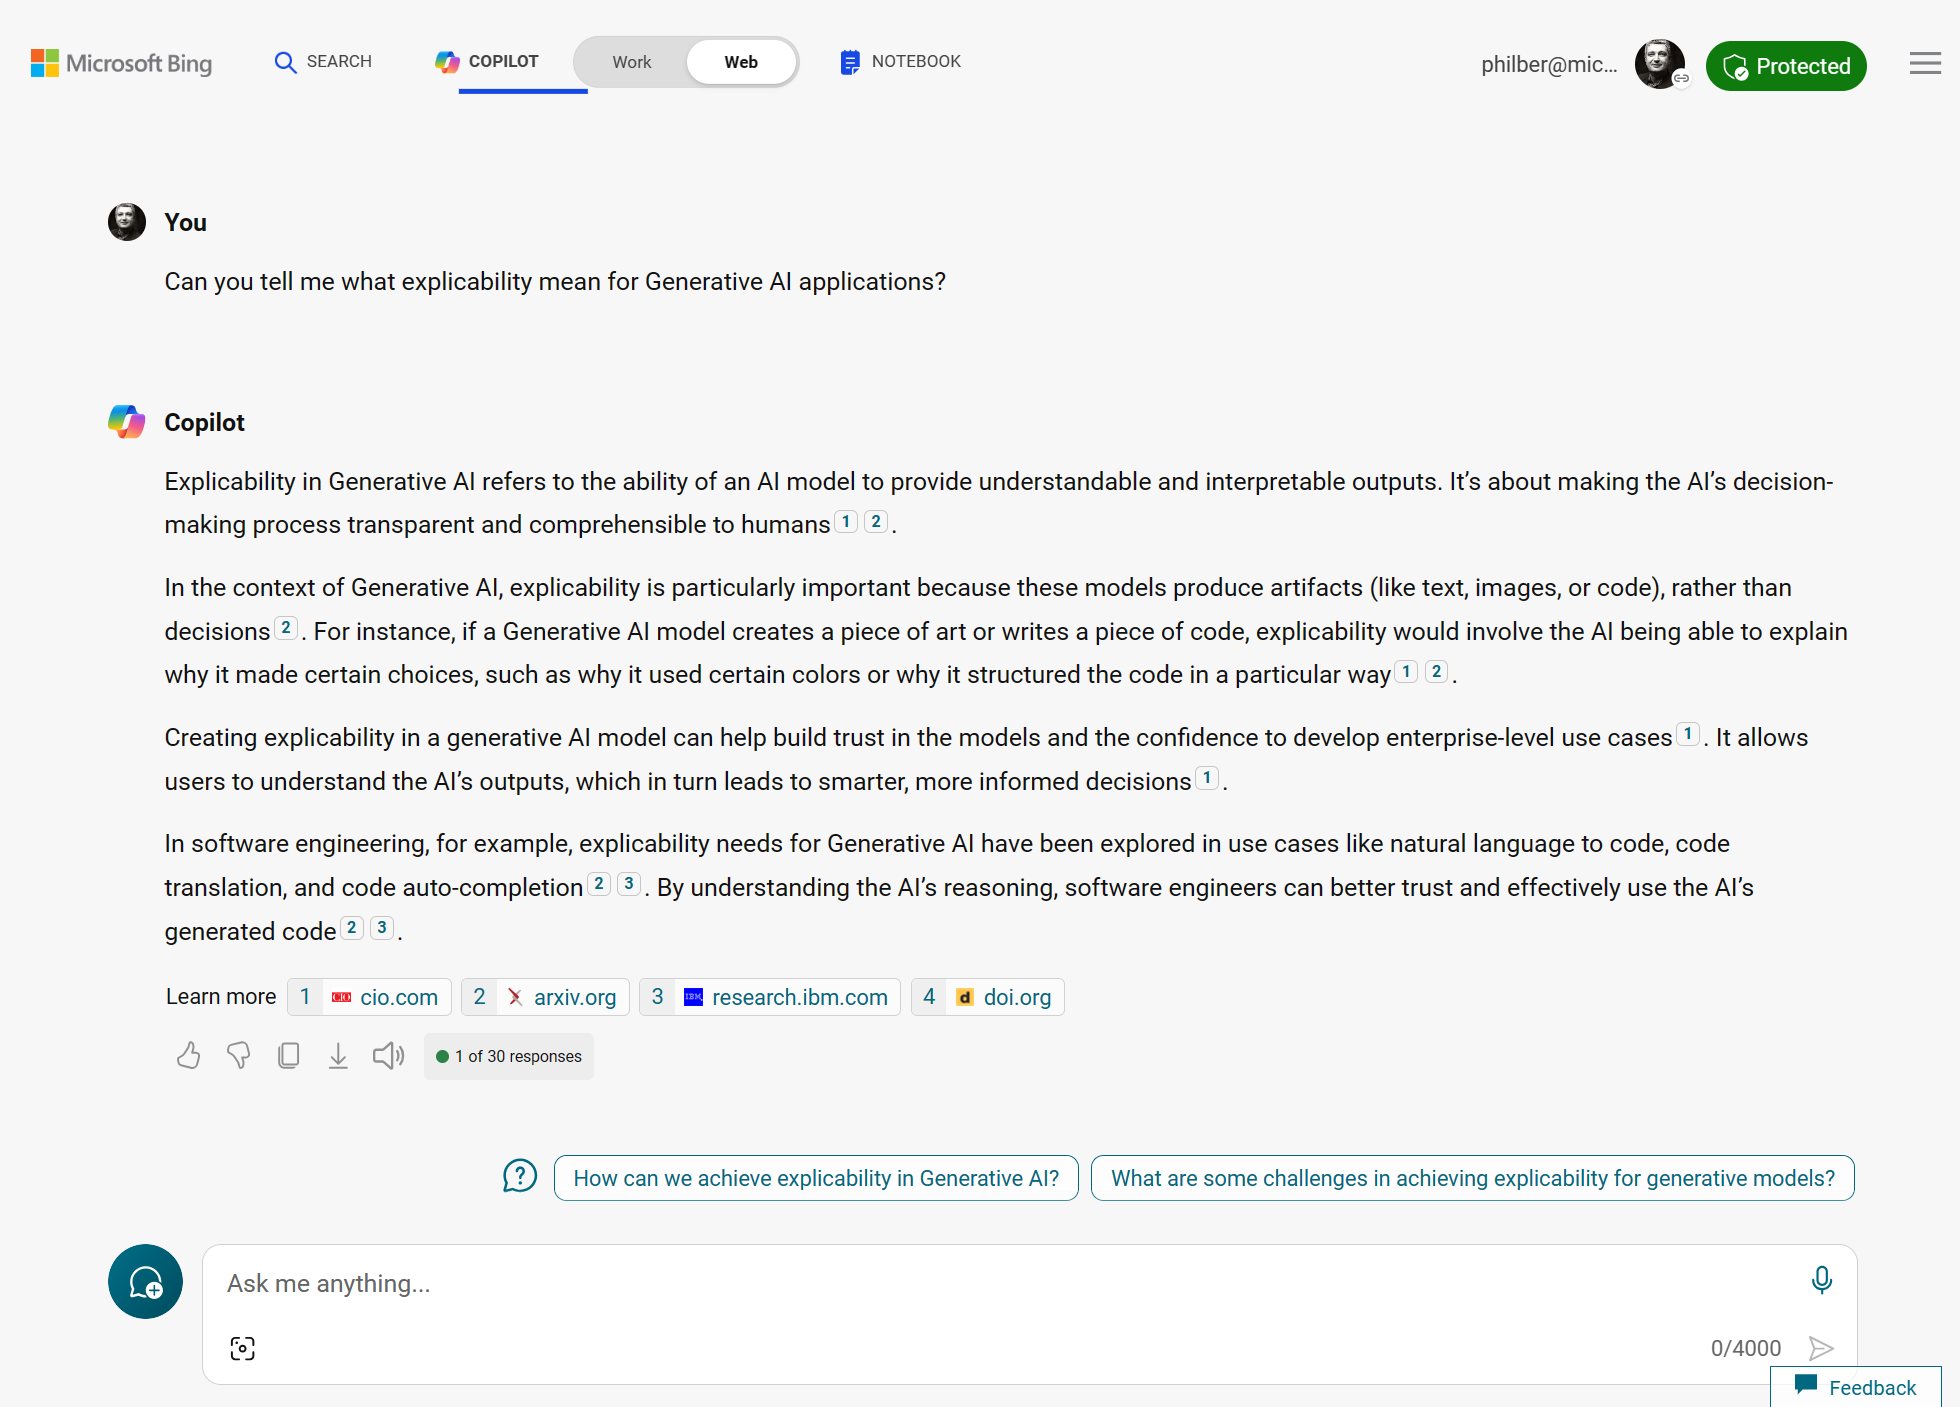 Microsoft Bing
SEARCH
COPILOT
Work
Web
NOTEBOOK
philber@mic...
Protected
You
Can you tell me what explicability mean for Generative AI applications?
Copilot
Explicability in Generative AI refers to the ability of an AI model to provide understandable and interpretable outputs. It’s about making the AI’s decision-
making process transparent and comprehensible to humans 1 2 .
In the context of Generative AI, explicability is particularly important because these models produce artifacts (like text, images, or code), rather than
decisions 2 . For instance, if a Generative AI model creates a piece of art or writes a piece of code, explicability would involve the AI being able to explain
why it made certain choices, such as why it used certain colors or why it structured the code in a particular way 1 2 .
Creating explicability in a generative AI model can help build trust in the models and the confidence to develop enterprise-level use cases 1 . It allows
users to understand the AI’s outputs, which in turn leads to smarter, more informed decisions 1 .
In software engineering, for example, explicability needs for Generative AI have been explored in use cases like natural language to code, code
translation, and code auto-completion 2 3 . By understanding the AI’s reasoning, software engineers can better trust and effectively use the AI’s
generated code 2 3 .
Learn more 1 CIO cio.com 2 arxiv.org 3 IBM research.ibm.com 4 d doi.org
1 of 30 responses
How can we achieve explicability in Generative AI?
What are some challenges in achieving explicability for generative models?
Ask me anything...
0/4000
Feedback